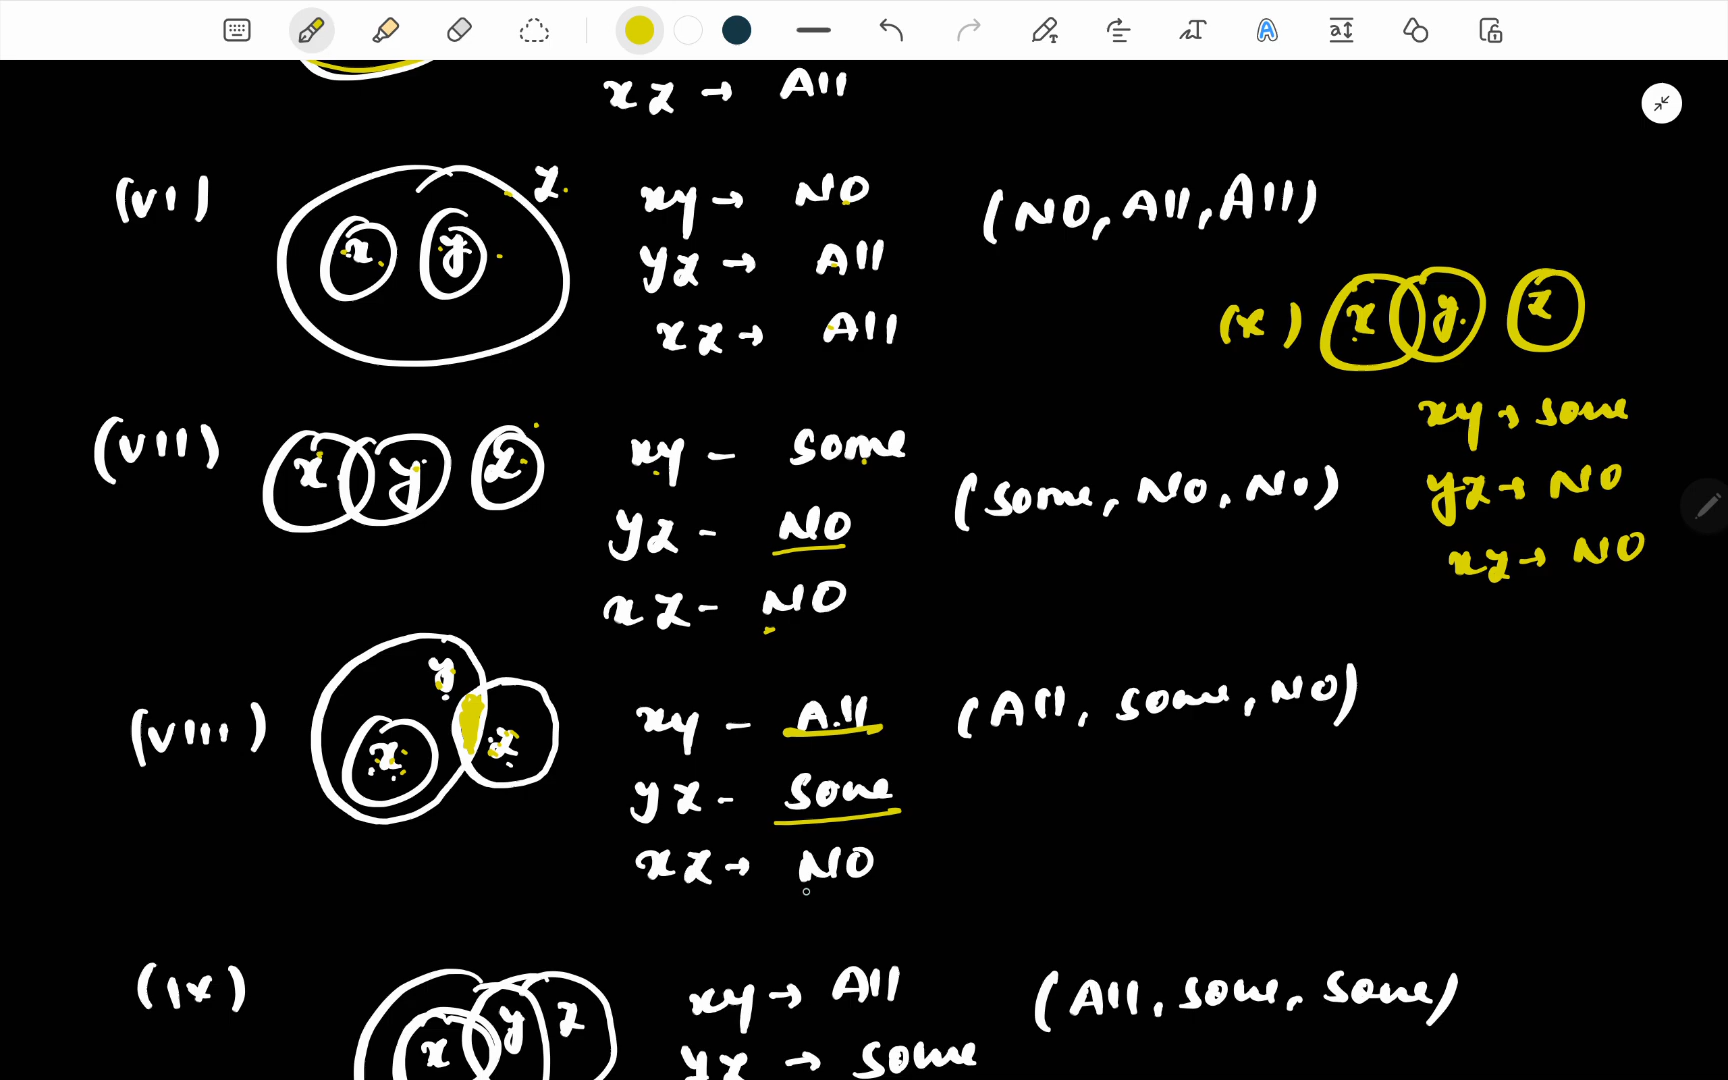 xz → All
(VI) x y z xy → NO (NO, All, All)
yz → All
xz → All
(x) x y z
xy → some
yz → NO
xz → NO
(VII) x y z xy - some (some, NO, NO)
yz - NO
xz - NO
(VIII) y x z xy - All (All, some, NO)
yz - some
xz → NO
(IX) x y z xy → All (All, some, some)
yz → some